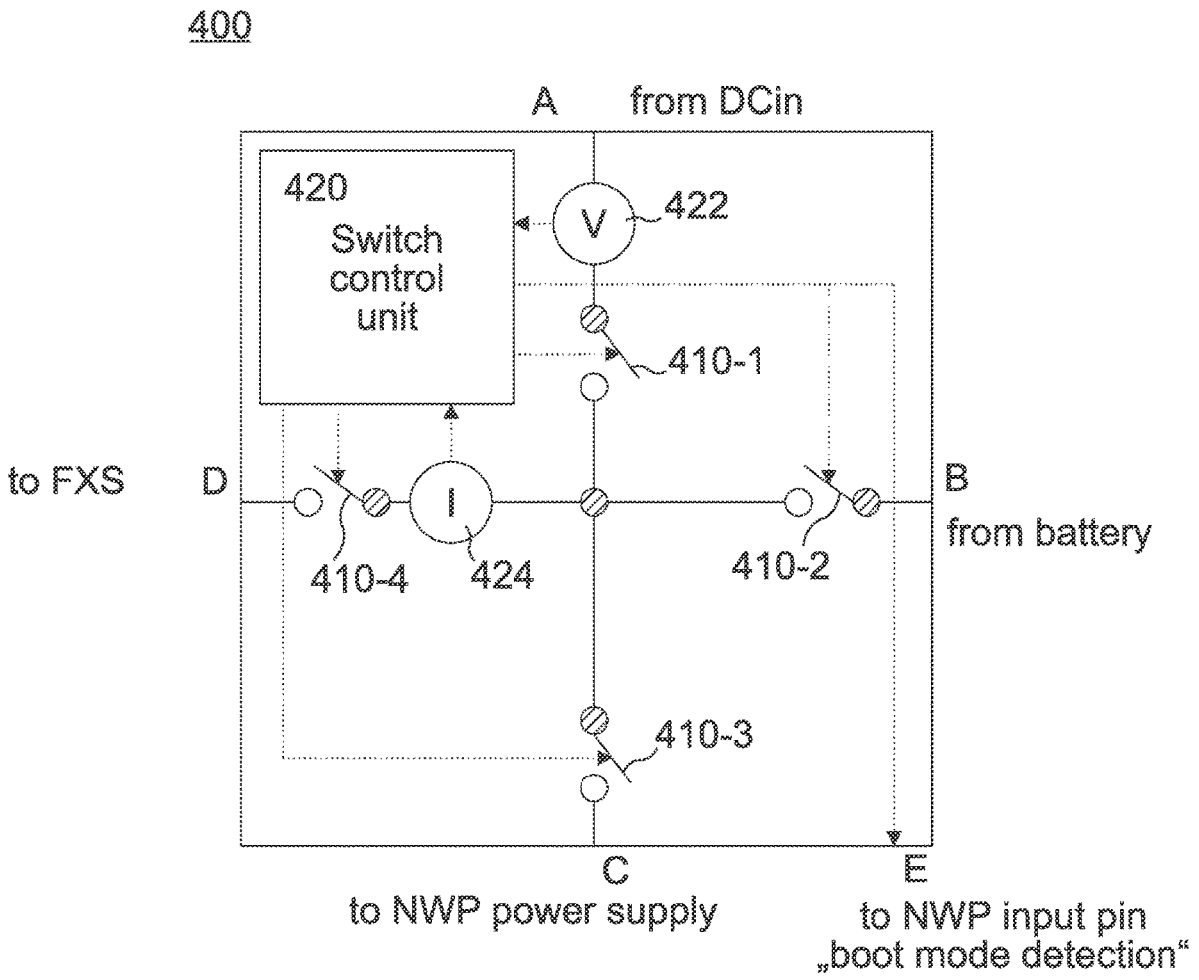 400
A from DCin
420
Switch
control
unit
V
422
410-1
to FXS D
I
B
from battery
410-4
424
410-2
410-3
C
to NWP power supply
E
to NWP input pin
„boot mode detection“